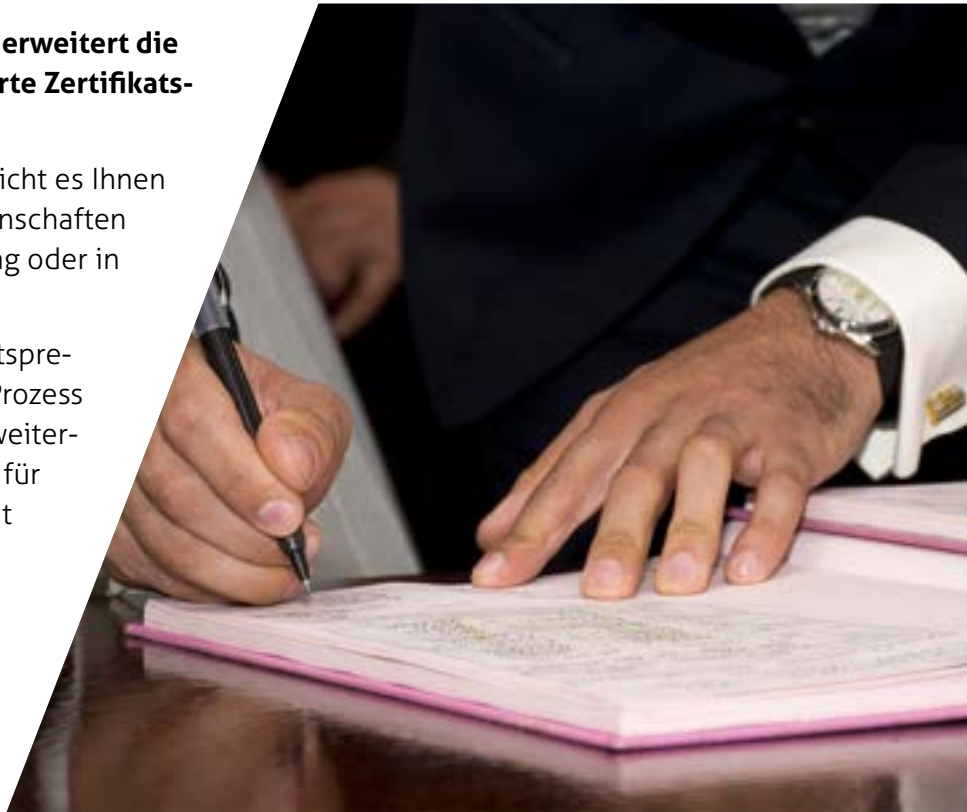 erweitert die
rte Zertifikats-
icht es Ihnen
nschaften
ng oder in
tspre-
Prozess
weiter-
für
t